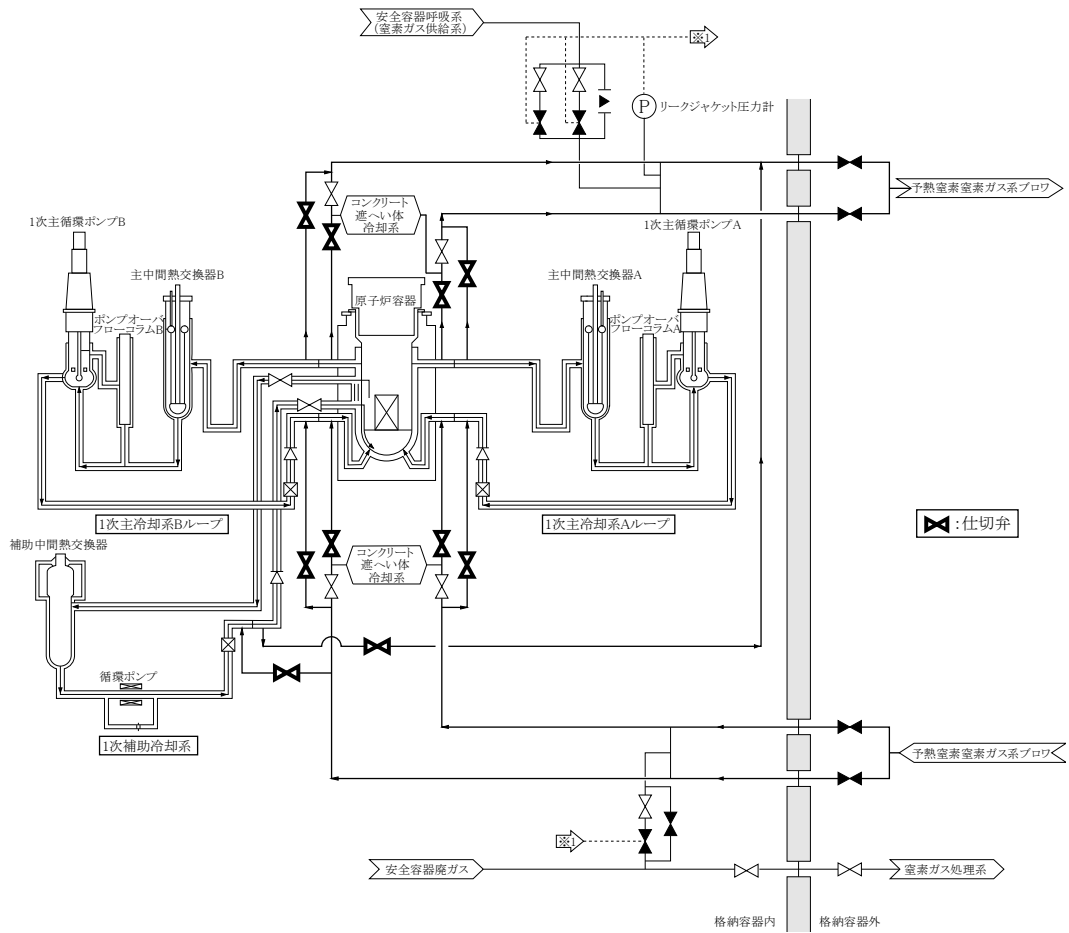 安全容器呼吸系
(窒素ガス供給系)
※1
P
リークジャケット圧力計
予熱窒素窒素ガス系ブロワ
コンクリート
遮へい体
冷却系
1次主循環ポンプB
1次主循環ポンプA
主中間熱交換器B
原子炉容器
主中間熱交換器A
ポンプオーバ
フローコラムB
ポンプオーバ
フローコラムA
1次主冷却系Bループ
1次主冷却系Aループ
:仕切弁
補助中間熱交換器
コンクリート
遮へい体
冷却系
循環ポンプ
1次補助冷却系
予熱窒素窒素ガス系ブロワ
※1
安全容器廃ガス
窒素ガス処理系
格納容器内
格納容器外